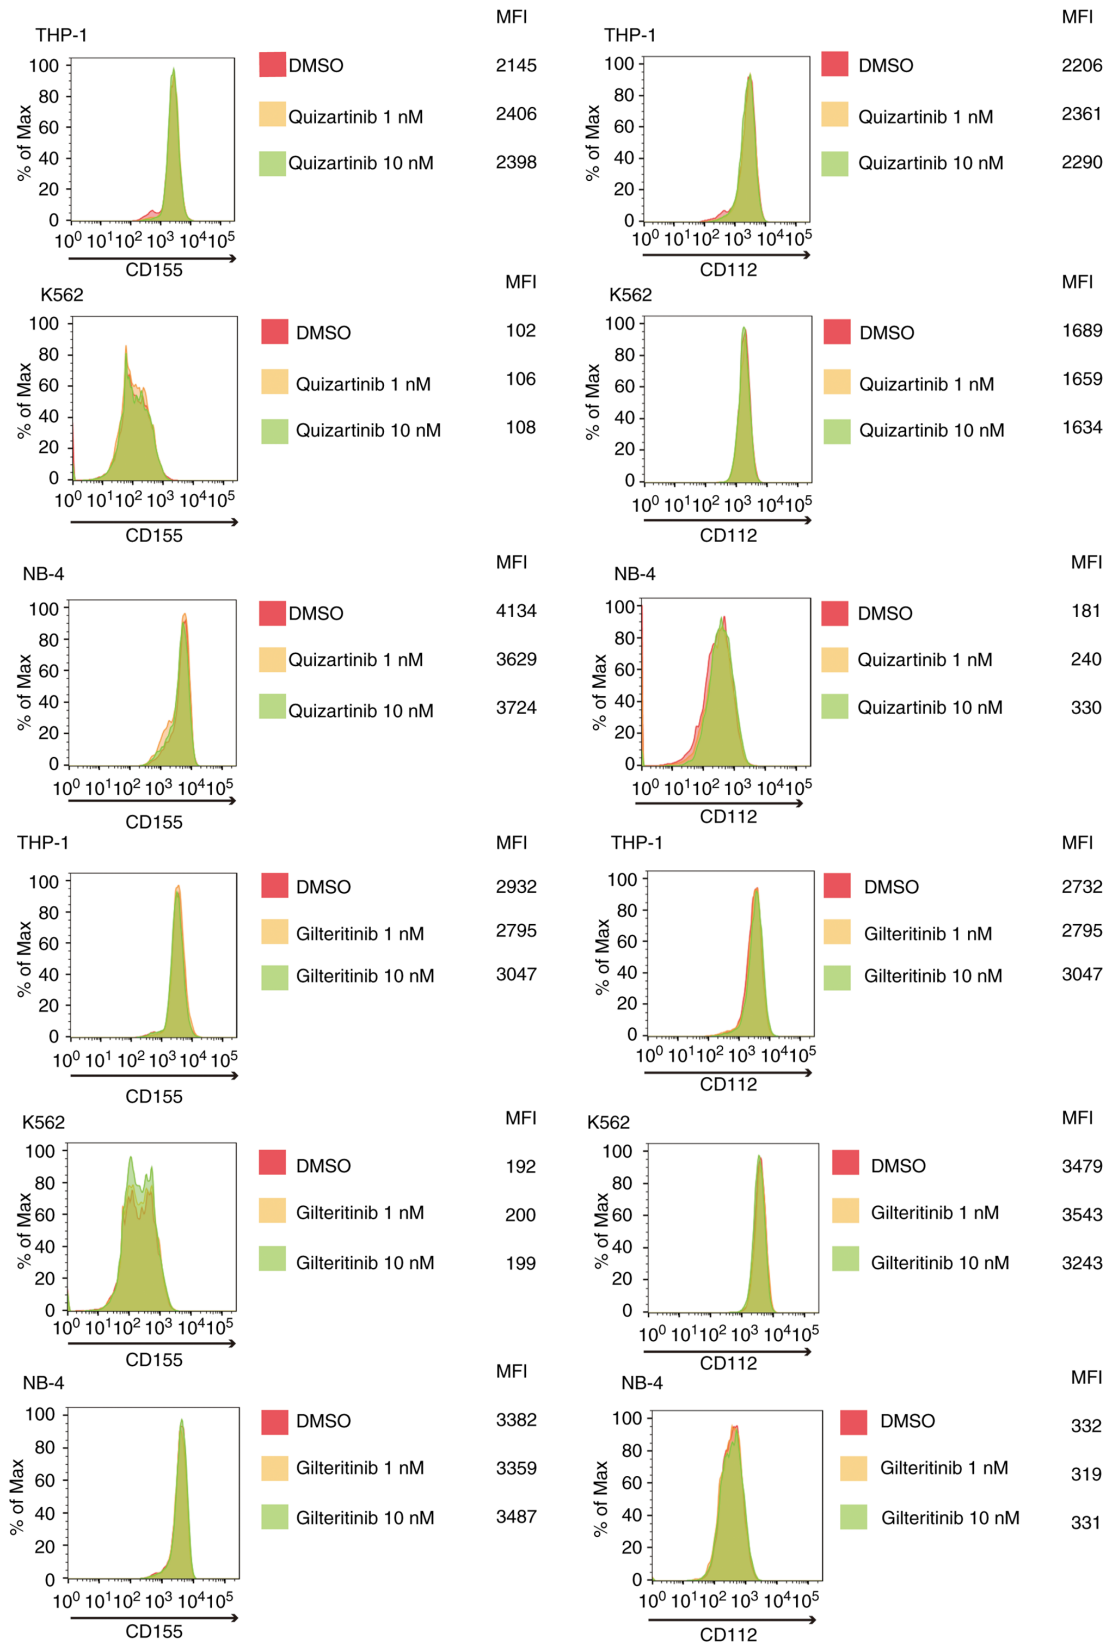 MFI
THP-1
DMSO 2145
Quizartinib 1 nM 2406
Quizartinib 10 nM 2398
% of Max
100
80
60
40
20
0
10⁰ 10¹ 10² 10³ 10⁴ 10⁵
CD155
MFI
THP-1
DMSO 2206
Quizartinib 1 nM 2361
Quizartinib 10 nM 2290
% of Max
100
80
60
40
20
0
10⁰ 10¹ 10² 10³ 10⁴ 10⁵
CD112
MFI
K562
DMSO 102
Quizartinib 1 nM 106
Quizartinib 10 nM 108
% of Max
100
80
60
40
20
0
10⁰ 10¹ 10² 10³ 10⁴ 10⁵
CD155
MFI
K562
DMSO 1689
Quizartinib 1 nM 1659
Quizartinib 10 nM 1634
% of Max
100
80
60
40
20
0
10⁰ 10¹ 10² 10³ 10⁴ 10⁵
CD112
MFI
NB-4
DMSO 4134
Quizartinib 1 nM 3629
Quizartinib 10 nM 3724
% of Max
100
80
60
40
20
0
10⁰ 10¹ 10² 10³ 10⁴ 10⁵
CD155
MFI
NB-4
DMSO 181
Quizartinib 1 nM 240
Quizartinib 10 nM 330
% of Max
100
80
60
40
20
0
10⁰ 10¹ 10² 10³ 10⁴ 10⁵
CD112
MFI
THP-1
DMSO 2932
Gilteritinib 1 nM 2795
Gilteritinib 10 nM 3047
% of Max
100
80
60
40
20
0
10⁰ 10¹ 10² 10³ 10⁴ 10⁵
CD155
MFI
THP-1
DMSO 2732
Gilteritinib 1 nM 2795
Gilteritinib 10 nM 3047
% of Max
100
80
60
40
20
0
10⁰ 10¹ 10² 10³ 10⁴ 10⁵
CD112
MFI
K562
DMSO 192
Gilteritinib 1 nM 200
Gilteritinib 10 nM 199
% of Max
100
80
60
40
20
0
10⁰ 10¹ 10² 10³ 10⁴ 10⁵
CD155
MFI
K562
DMSO 3479
Gilteritinib 1 nM 3543
Gilteritinib 10 nM 3243
% of Max
100
80
60
40
20
0
10⁰ 10¹ 10² 10³ 10⁴ 10⁵
CD112
MFI
NB-4
DMSO 3382
Gilteritinib 1 nM 3359
Gilteritinib 10 nM 3487
% of Max
100
80
60
40
20
0
10⁰ 10¹ 10² 10³ 10⁴ 10⁵
CD155
MFI
NB-4
DMSO 332
Gilteritinib 1 nM 319
Gilteritinib 10 nM 331
% of Max
100
80
60
40
20
0
10⁰ 10¹ 10² 10³ 10⁴ 10⁵
CD112